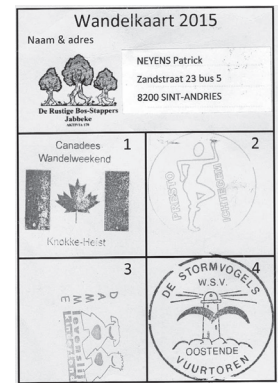 Wandelkaart 2015
Naam & adres
NEYENS Patrick
Zandstraat 23 bus 5
8200 SINT-ANDRIES
De Rustige Bos-Stappers
Jabbeke
1
Canadees
Wandelweekend
Knokke-Heist
2
3
DAMME
4
DE STORMVOGELS
W.S.V.
OOSTENDE
VUURTOREN